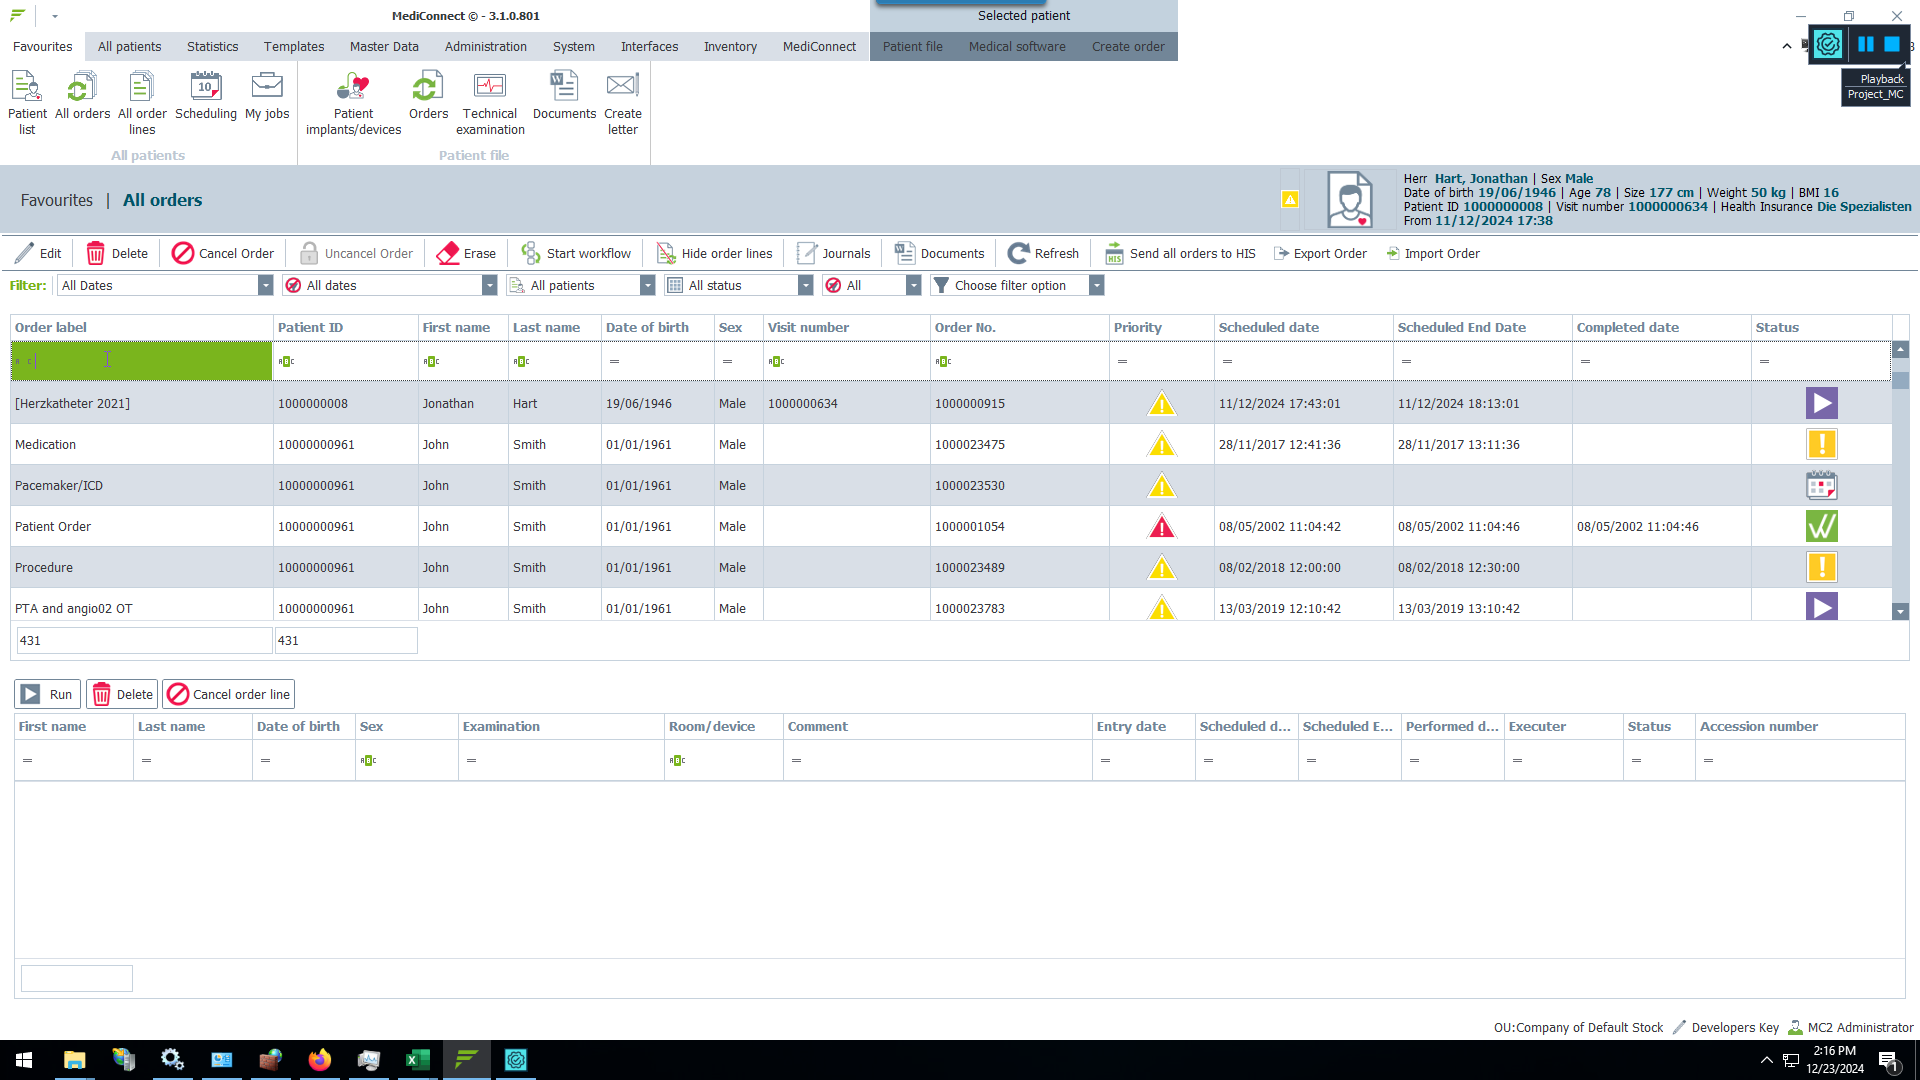 MediConnect © - 3.1.0.801
Selected patient
Favourites All patients Statistics Templates Master Data Administration System Interfaces Inventory MediConnect Patient file Medical software Create order
Playback
Project_MC
Patient list
All orders
All order lines
Scheduling
My jobs
Patient implants/devices
Orders
Technical examination
Documents
Create letter
All patients
Patient file
Favourites | All orders
Herr Hart, Jonathan | Sex Male
Date of birth 19/06/1946 | Age 78 | Size 177 cm | Weight 50 kg | BMI 16
Patient ID 1000000008 | Visit number 1000000634 | Health Insurance Die Spezialisten
From 11/12/2024 17:38
Edit Delete Cancel Order Uncancel Order Erase Start workflow Hide order lines Journals Documents Refresh Send all orders to HIS Export Order Import Order
Filter: All Dates All dates All patients All status All Choose filter option
Order label Patient ID First name Last name Date of birth Sex Visit number Order No. Priority Scheduled date Scheduled End Date Completed date Status
[Herzkatheter 2021] 1000000008 Jonathan Hart 19/06/1946 Male 1000000634 1000000915 11/12/2024 17:43:01 11/12/2024 18:13:01
Medication 10000000961 John Smith 01/01/1961 Male 1000023475 28/11/2017 12:41:36 28/11/2017 13:11:36
Pacemaker/ICD 10000000961 John Smith 01/01/1961 Male 1000023530
Patient Order 10000000961 John Smith 01/01/1961 Male 1000001054 08/05/2002 11:04:42 08/05/2002 11:04:46 08/05/2002 11:04:46
Procedure 10000000961 John Smith 01/01/1961 Male 1000023489 08/02/2018 12:00:00 08/02/2018 12:30:00
PTA and angio02 OT 10000000961 John Smith 01/01/1961 Male 1000023783 13/03/2019 12:10:42 13/03/2019 13:10:42
431 431
Run Delete Cancel order line
First name Last name Date of birth Sex Examination Room/device Comment Entry date Scheduled d... Scheduled E... Performed d... Executer Status Accession number
OU:Company of Default Stock Developers Key MC2 Administrator
2:16 PM
12/23/2024
1